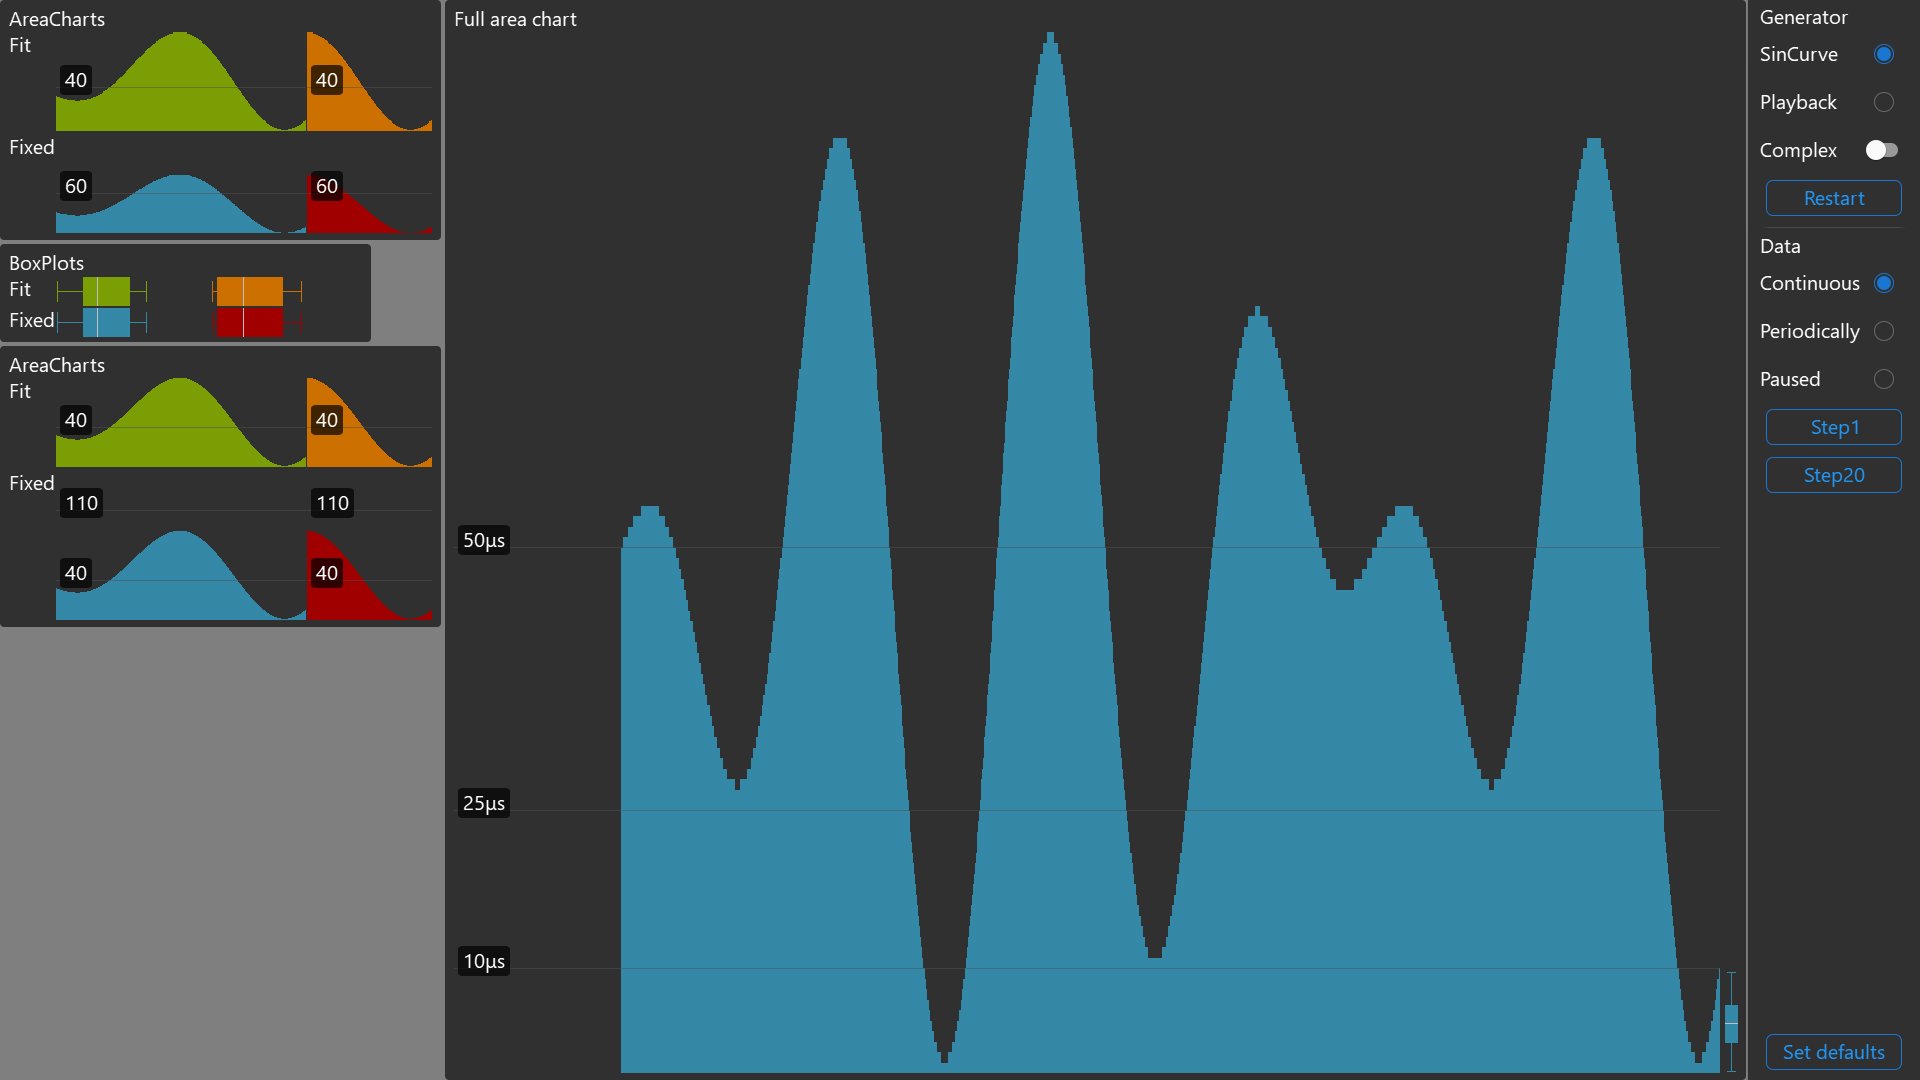 AreaCharts
Fit
40
40
Fixed
60
60
BoxPlots
Fit
Fixed
AreaCharts
Fit
40
40
Fixed
110
110
40
40
Full area chart
50µs
25µs
10µs
Generator
SinCurve
Playback
Complex
Restart
Data
Continuous
Periodically
Paused
Step1
Step20
Set defaults